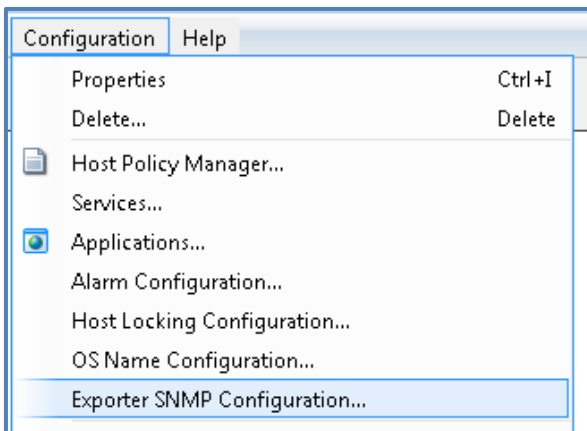 Configuration Help
Properties Ctrl+I
Delete... Delete
Host Policy Manager...
Services...
Applications...
Alarm Configuration...
Host Locking Configuration...
OS Name Configuration...
Exporter SNMP Configuration...